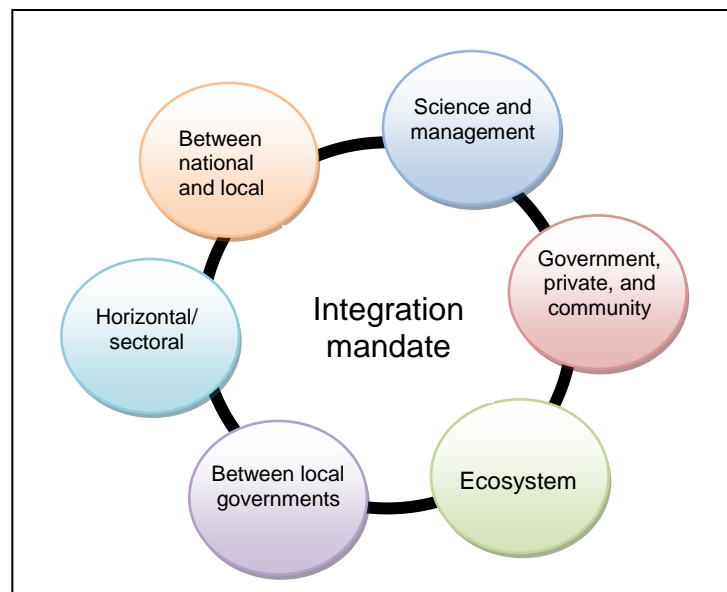 Science and
management
Between
national
and local
Government,
private, and
community
Integration
mandate
Horizontal/
sectoral
Between local
governments
Ecosystem